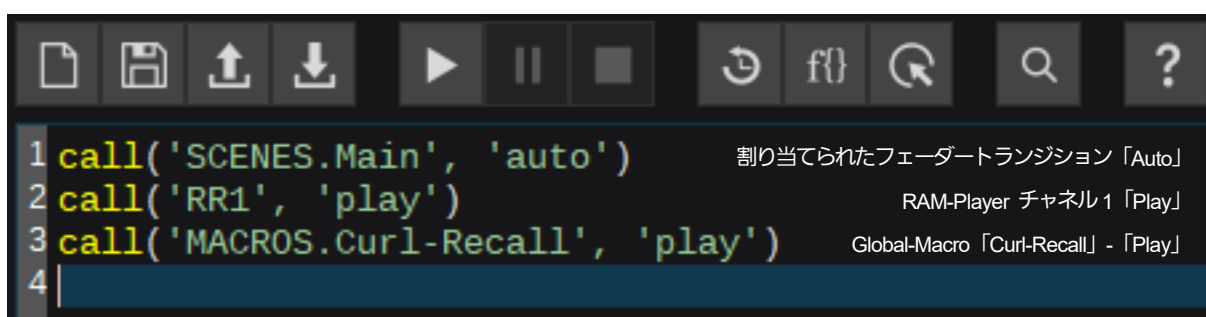 f{}
?
1 call('SCENES.Main', 'auto') 割り当てられたフェーダートランジション「Auto」
2 call('RR1', 'play') RAM-Player チャネル 1「Play」
3 call('MACROS.Curl-Recall', 'play') Global-Macro「Curl-Recall」-「Play」
4